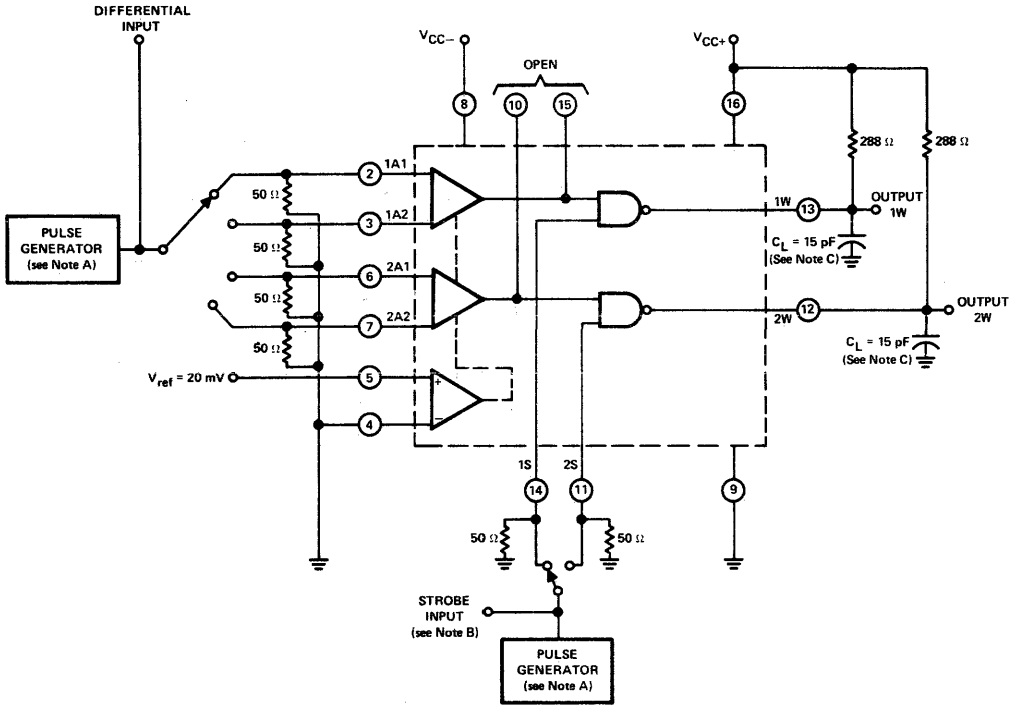 DIFFERENTIAL
INPUT
VCC−
VCC+
OPEN
8
10
15
16
288 Ω
288 Ω
50 Ω
2
1A1
PULSE
GENERATOR
(see Note A)
3
1A2
50 Ω
1W
13
OUTPUT
1W
CL = 15 pF
(See Note C)
6
2A1
50 Ω
7
2A2
50 Ω
2W
12
OUTPUT
2W
CL = 15 pF
(See Note C)
Vref = 20 mV
5
+
4
−
1S
2S
14
11
9
50 Ω
50 Ω
STROBE
INPUT
(see Note B)
PULSE
GENERATOR
(see Note A)